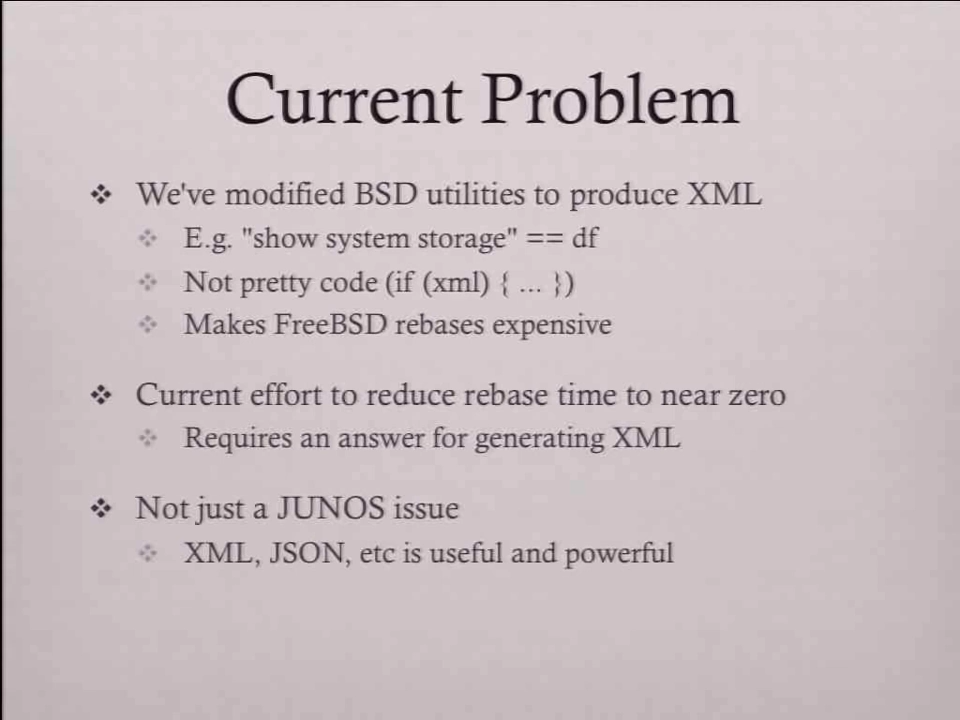 Current Problem
We've modified BSD utilities to produce XML
E.g. "show system storage" == df
Not pretty code (if (xml) { ... })
Makes FreeBSD rebases expensive
Current effort to reduce rebase time to near zero
Requires an answer for generating XML
Not just a JUNOS issue
XML, JSON, etc is useful and powerful